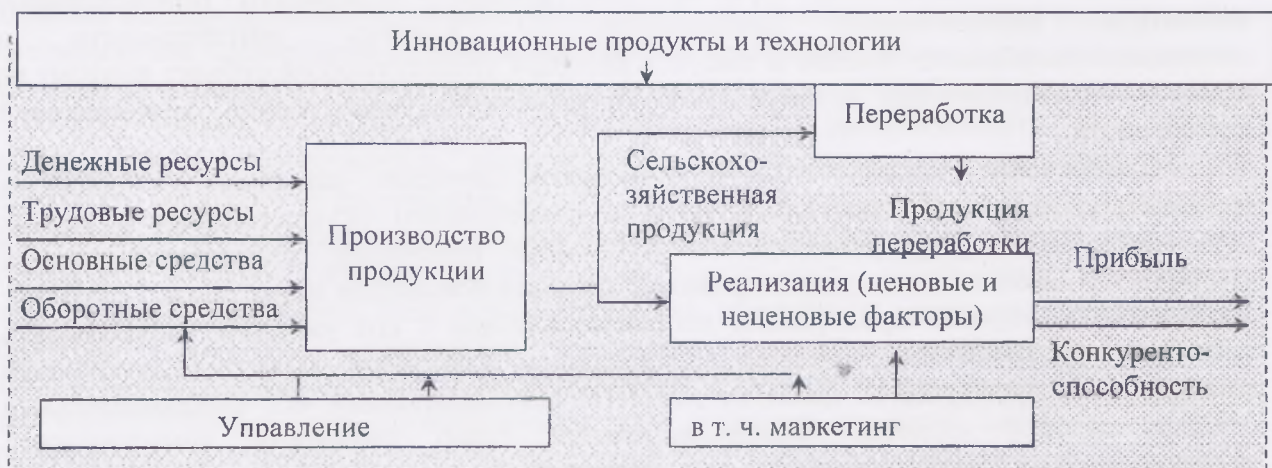 Инновационные продукты и технологии
Переработка
Денежные ресурсы
Трудовые ресурсы
Основные средства
Оборотные средства
Производство
продукции
Сельскохо-
зяйственная
продукция
Продукция
переработки
Реализация (ценовые и
неценовые факторы)
Прибыль
Конкуренто-
способность
Управление
в т. ч. маркетинг